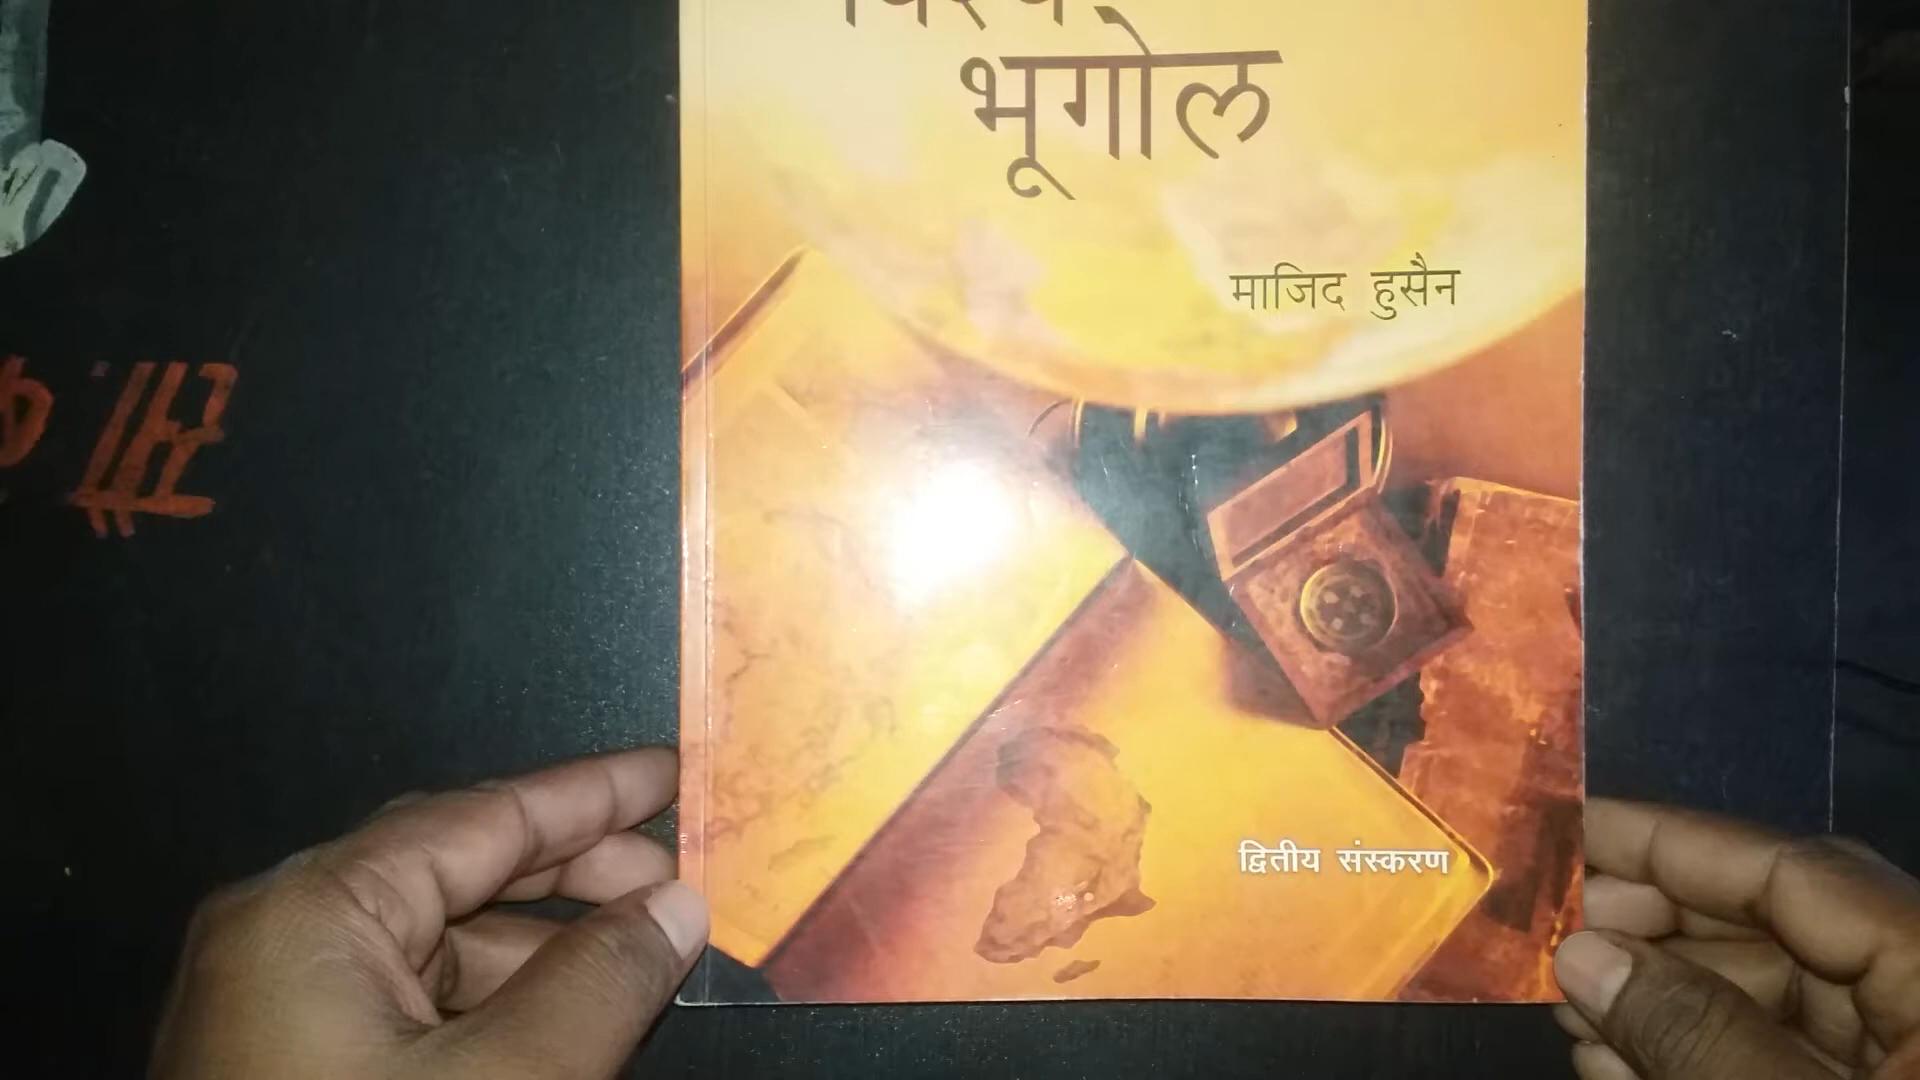 भूगोल
माजिद हुसैन
द्वितीय संस्करण